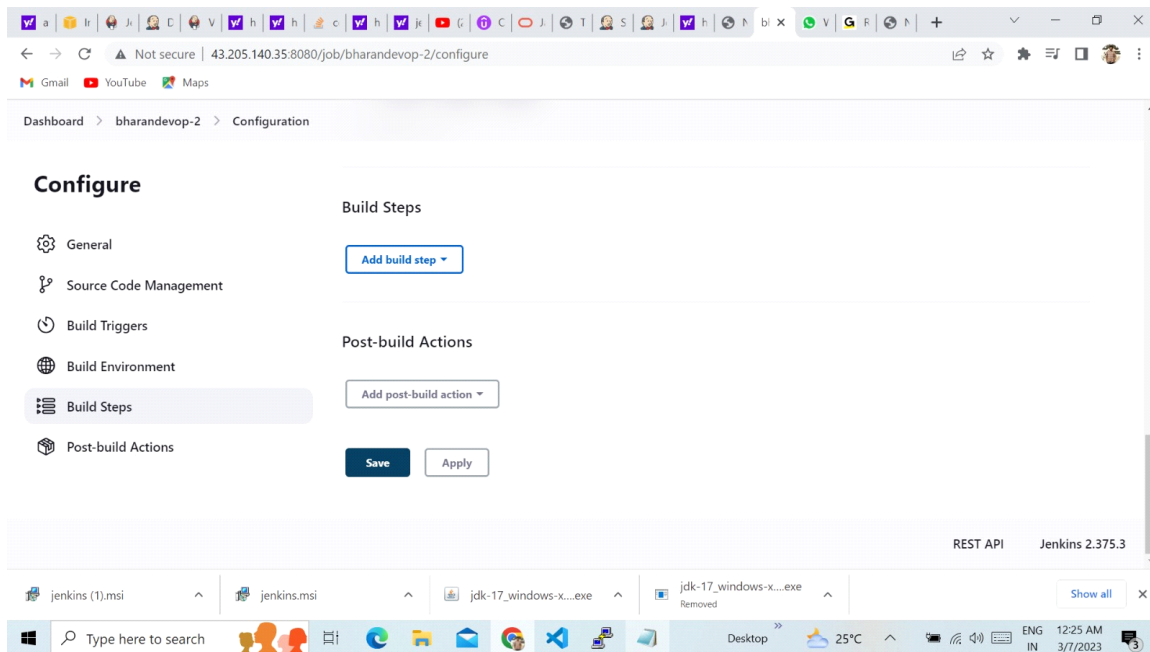 Not secure 43.205.140.35:8080/job/bharandevop-2/configure
Gmail YouTube Maps
Dashboard > bharandevop-2 > Configuration
Configure
General
Source Code Management
Build Triggers
Build Environment
Build Steps
Post-build Actions
Build Steps
Add build step
Post-build Actions
Add post-build action
Save Apply
REST API Jenkins 2.375.3
jenkins (1).msi jenkins.msi jdk-17_windows-x....exe jdk-17_windows-x....exe
Removed
Show all
Type here to search Desktop 25°C ENG 12:25 AM
IN 3/7/2023 3